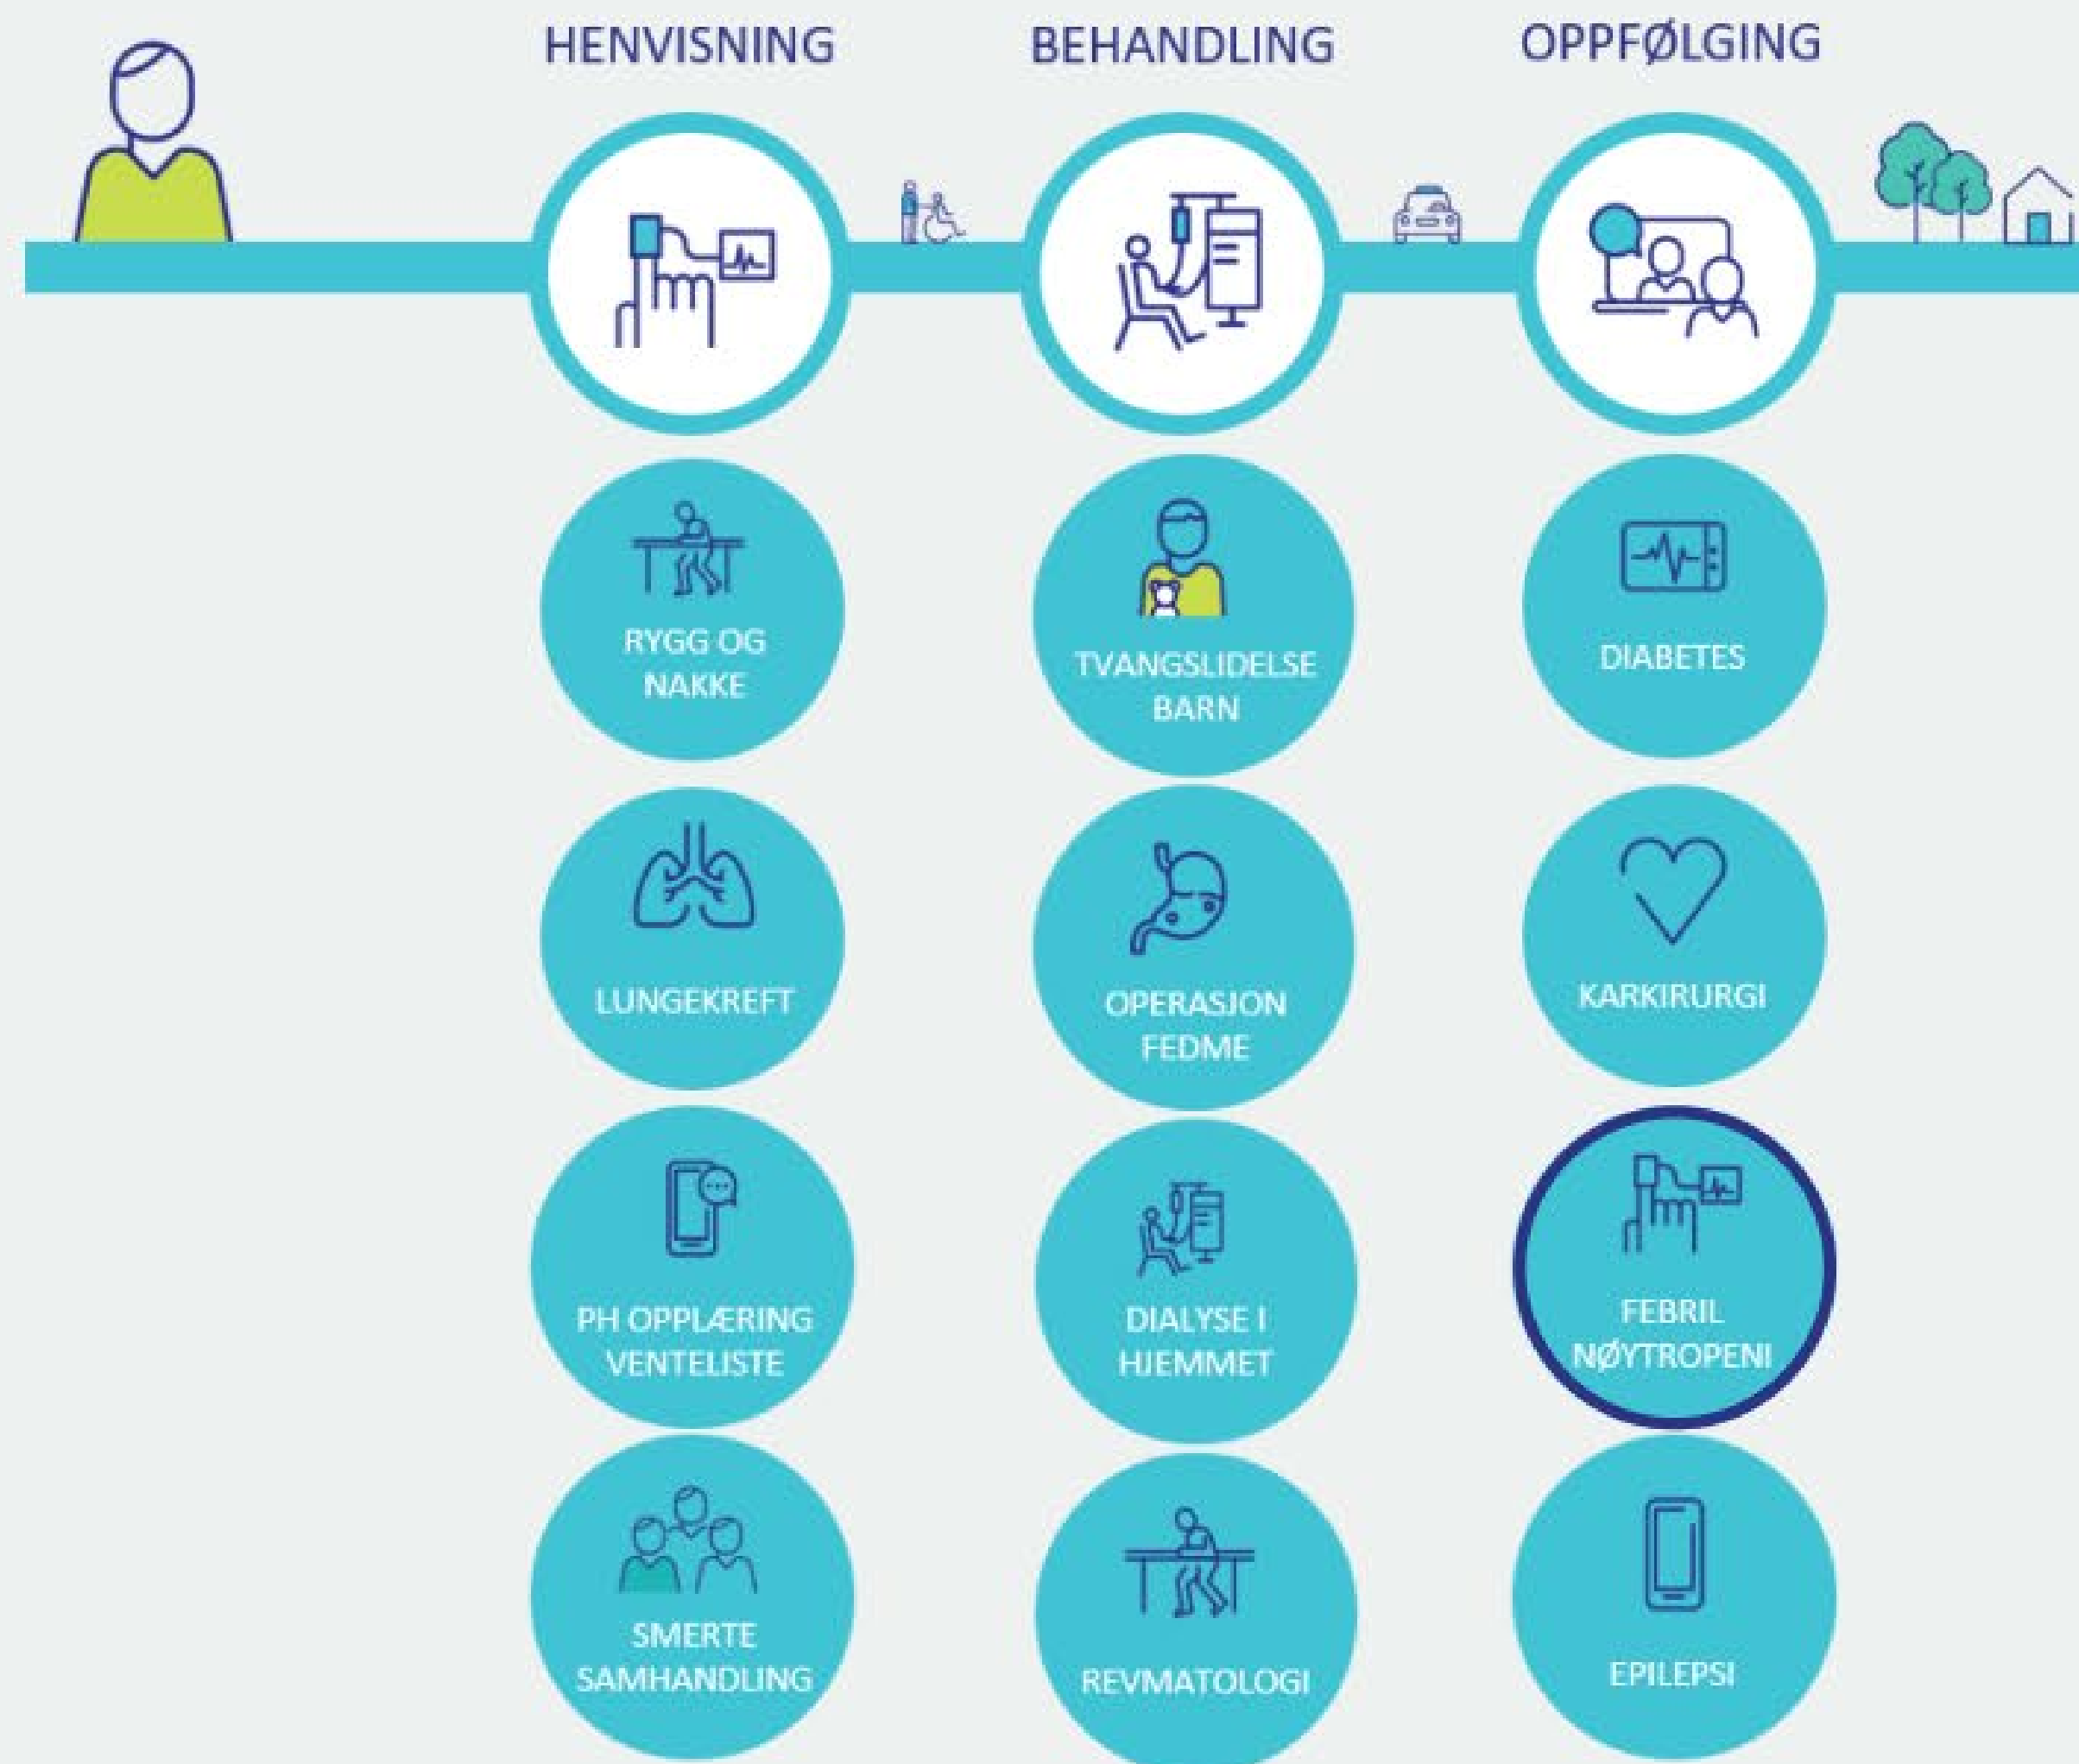 HENVISNING
BEHANDLING
OPPFØLGING
RYGG OG
NAKKE
LUNGEKREFT
PH OPPLÆRING
VENTELISTE
SMERTE
SAMHANDLING
TVANGSLIDELSE
BARN
OPERASJON
FEDME
DIALYSE I
HJEMMET
REVMATOLOGI
DIABETES
KARKIRURGI
FEBRIL
NØYTROPENI
EPILEPSI